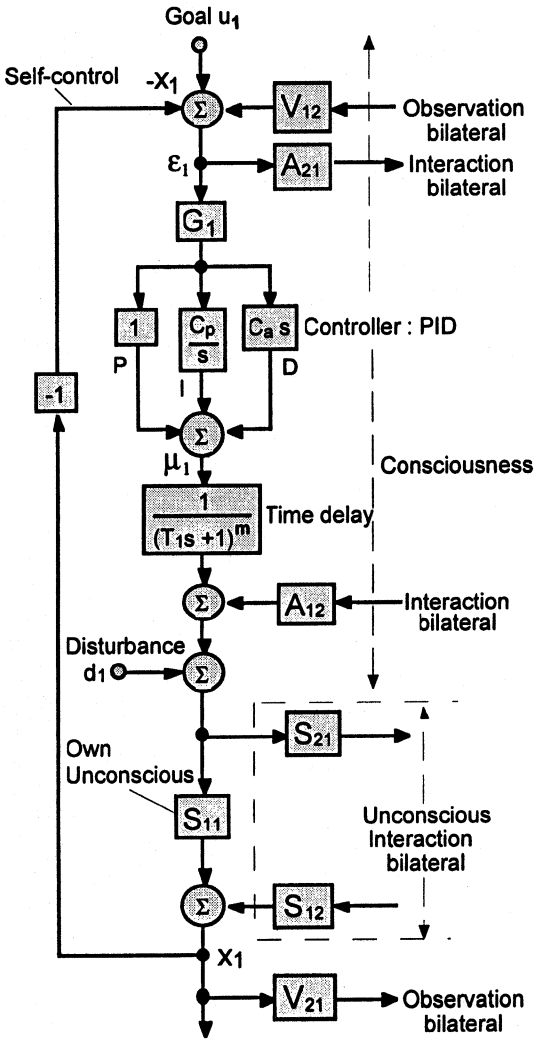 Goal u₁
Self-control
-X₁
Σ
V₁₂
Observation
bilateral
ε₁
A₂₁
Interaction
bilateral
G₁
1
Cₚ
s
Cₐ s
Controller : PID
P
I
D
-1
Σ
μ₁
Consciousness
1
(T₁s +1)ᵐ
Time delay
Σ
A₁₂
Interaction
bilateral
Disturbance
d₁
Σ
S₂₁
Own
Unconscious
S₁₁
Unconscious
Interaction
bilateral
Σ
S₁₂
X₁
V₂₁
Observation
bilateral